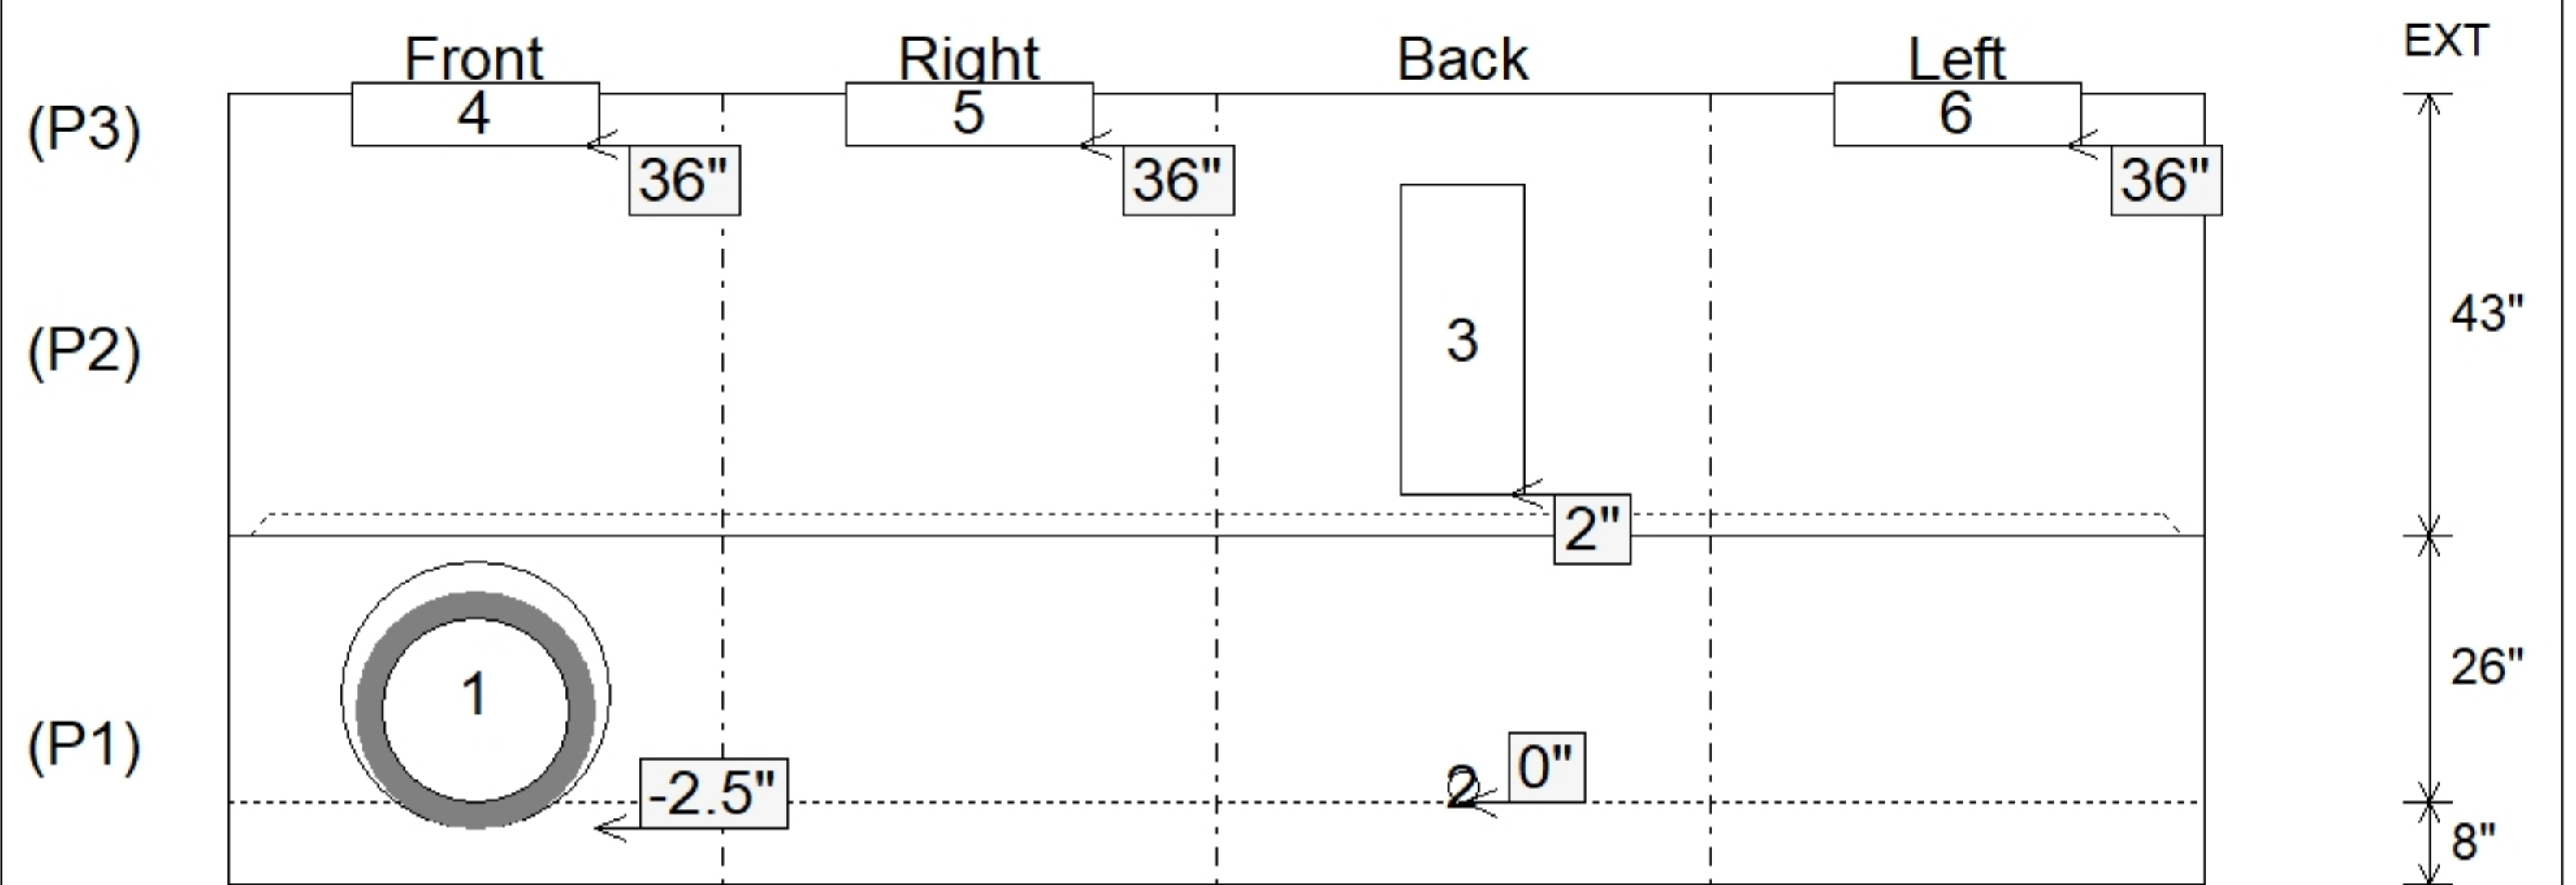 Front Right Back Left EXT
(P3) 4 5 6
36" 36" 36"
43"
(P2) 3
2"
1 26"
(P1) -2.5" 2 0"
8"